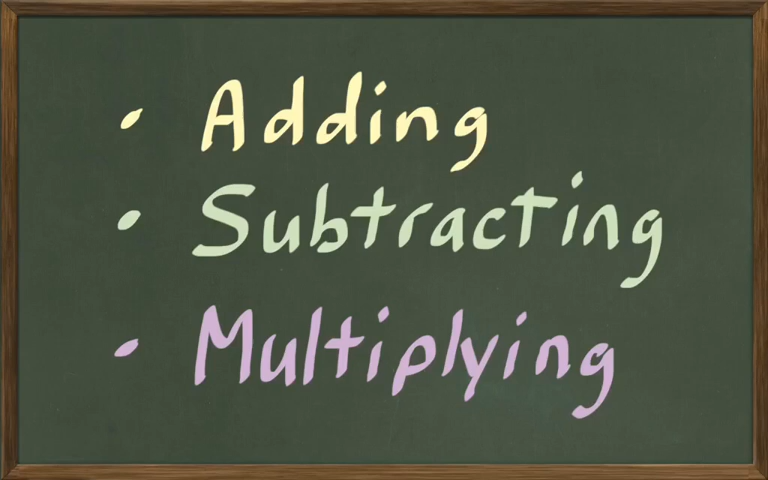 • Adding
• Subtracting
• Multiplying